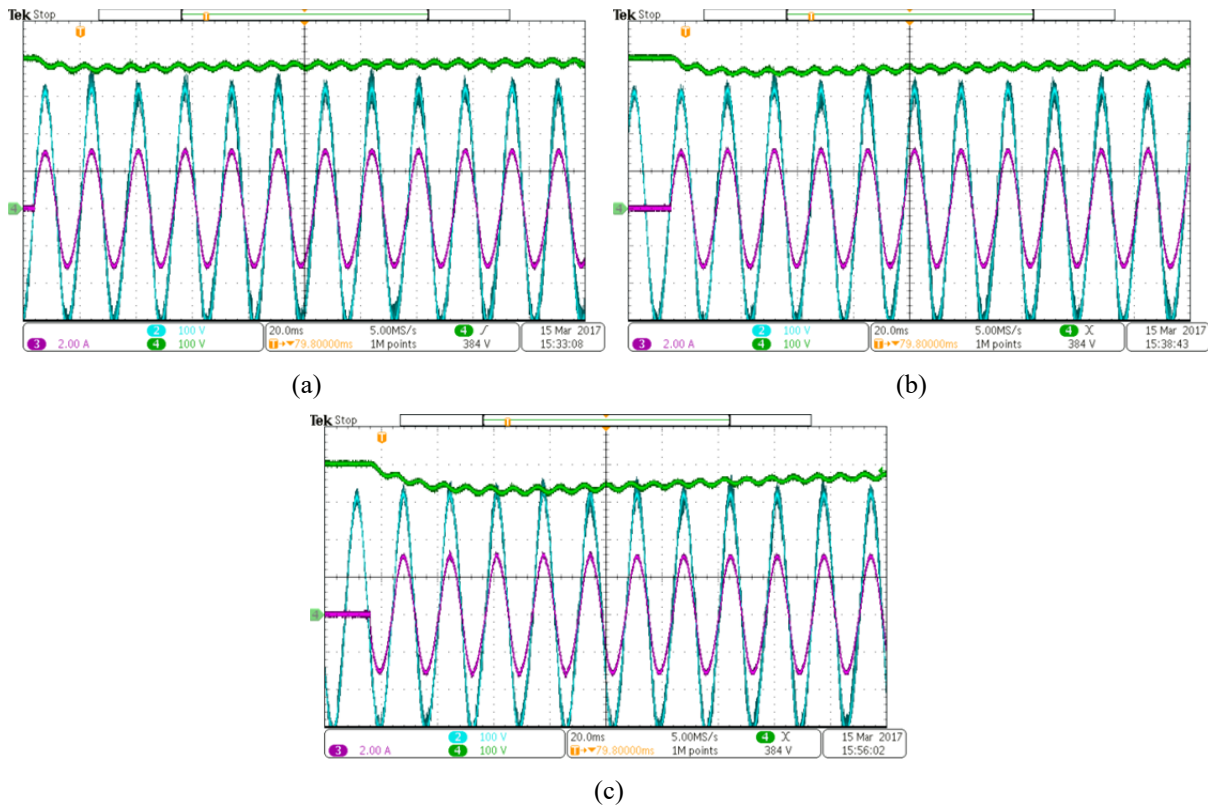 Tek Stop
T
4
2 100 V
3 2.00 A 4 100 V
20.0ms 5.00MS/s 4 ƒ
T→▼79.80000ms 1M points 384 V
15 Mar 2017
15:33:08
(a)
Tek Stop
T
4
2 100 V
3 2.00 A 4 100 V
20.0ms 5.00MS/s 4 X
T→▼79.80000ms 1M points 384 V
15 Mar 2017
15:38:43
(b)
Tek Stop
T
4
2 100 V
3 2.00 A 4 100 V
20.0ms 5.00MS/s 4 X
T→▼79.80000ms 1M points 384 V
15 Mar 2017
15:56:02
(c)